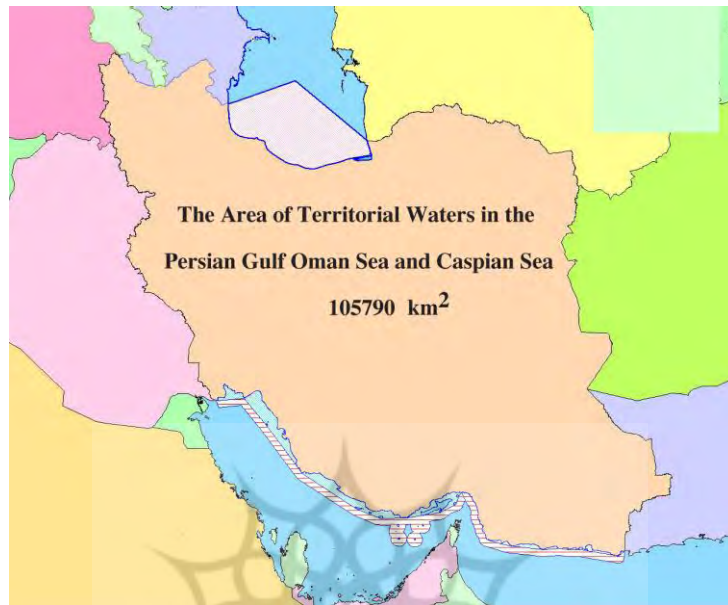 The Area of Territorial Waters in the
Persian Gulf Oman Sea and Caspian Sea
105790 km²